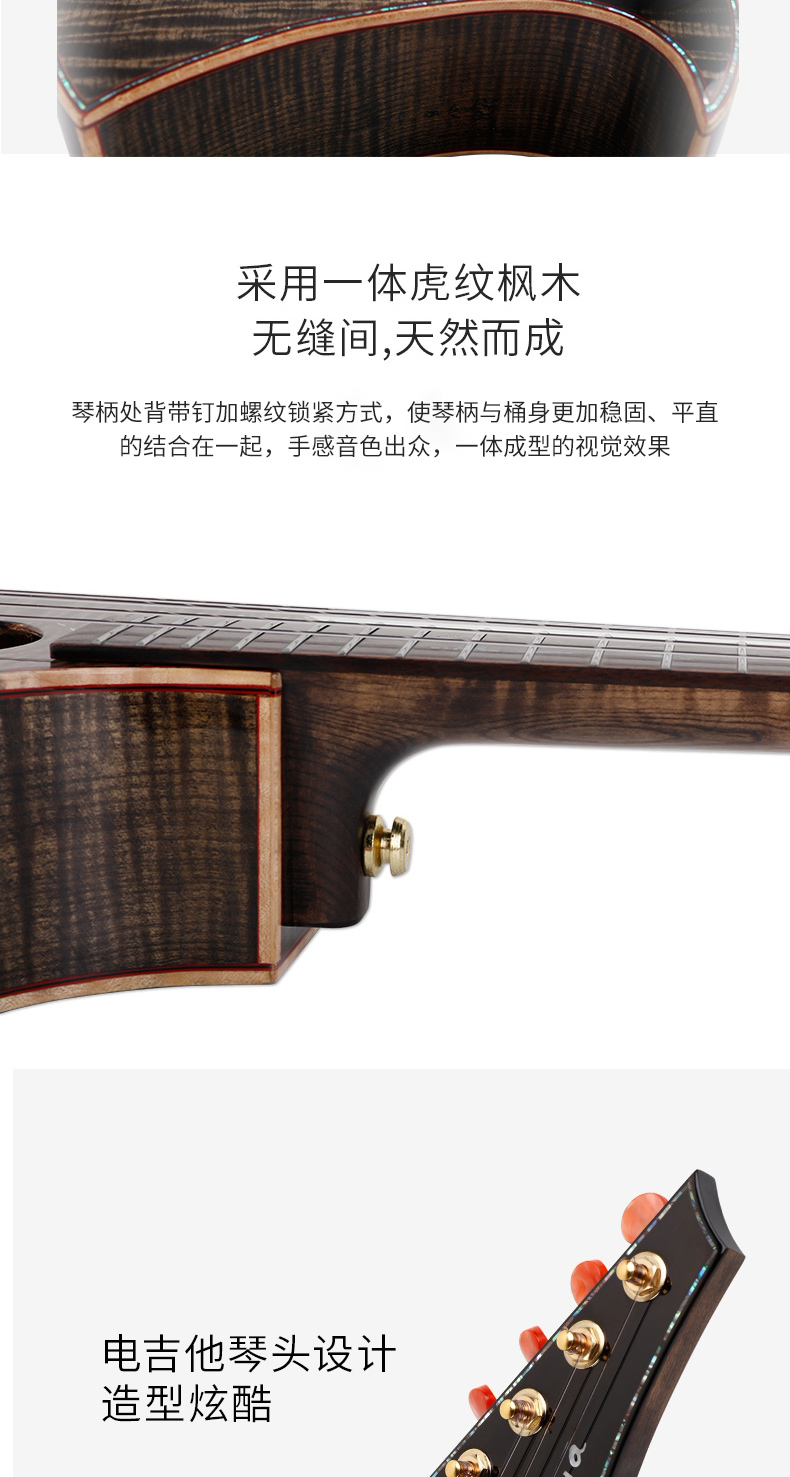 采用一体虎纹枫木
无缝间,天然而成
琴柄处背带钉加螺纹锁紧方式，使琴柄与桶身更加稳固、平直
的结合在一起，手感音色出众，一体成型的视觉效果
电吉他琴头设计
造型炫酷